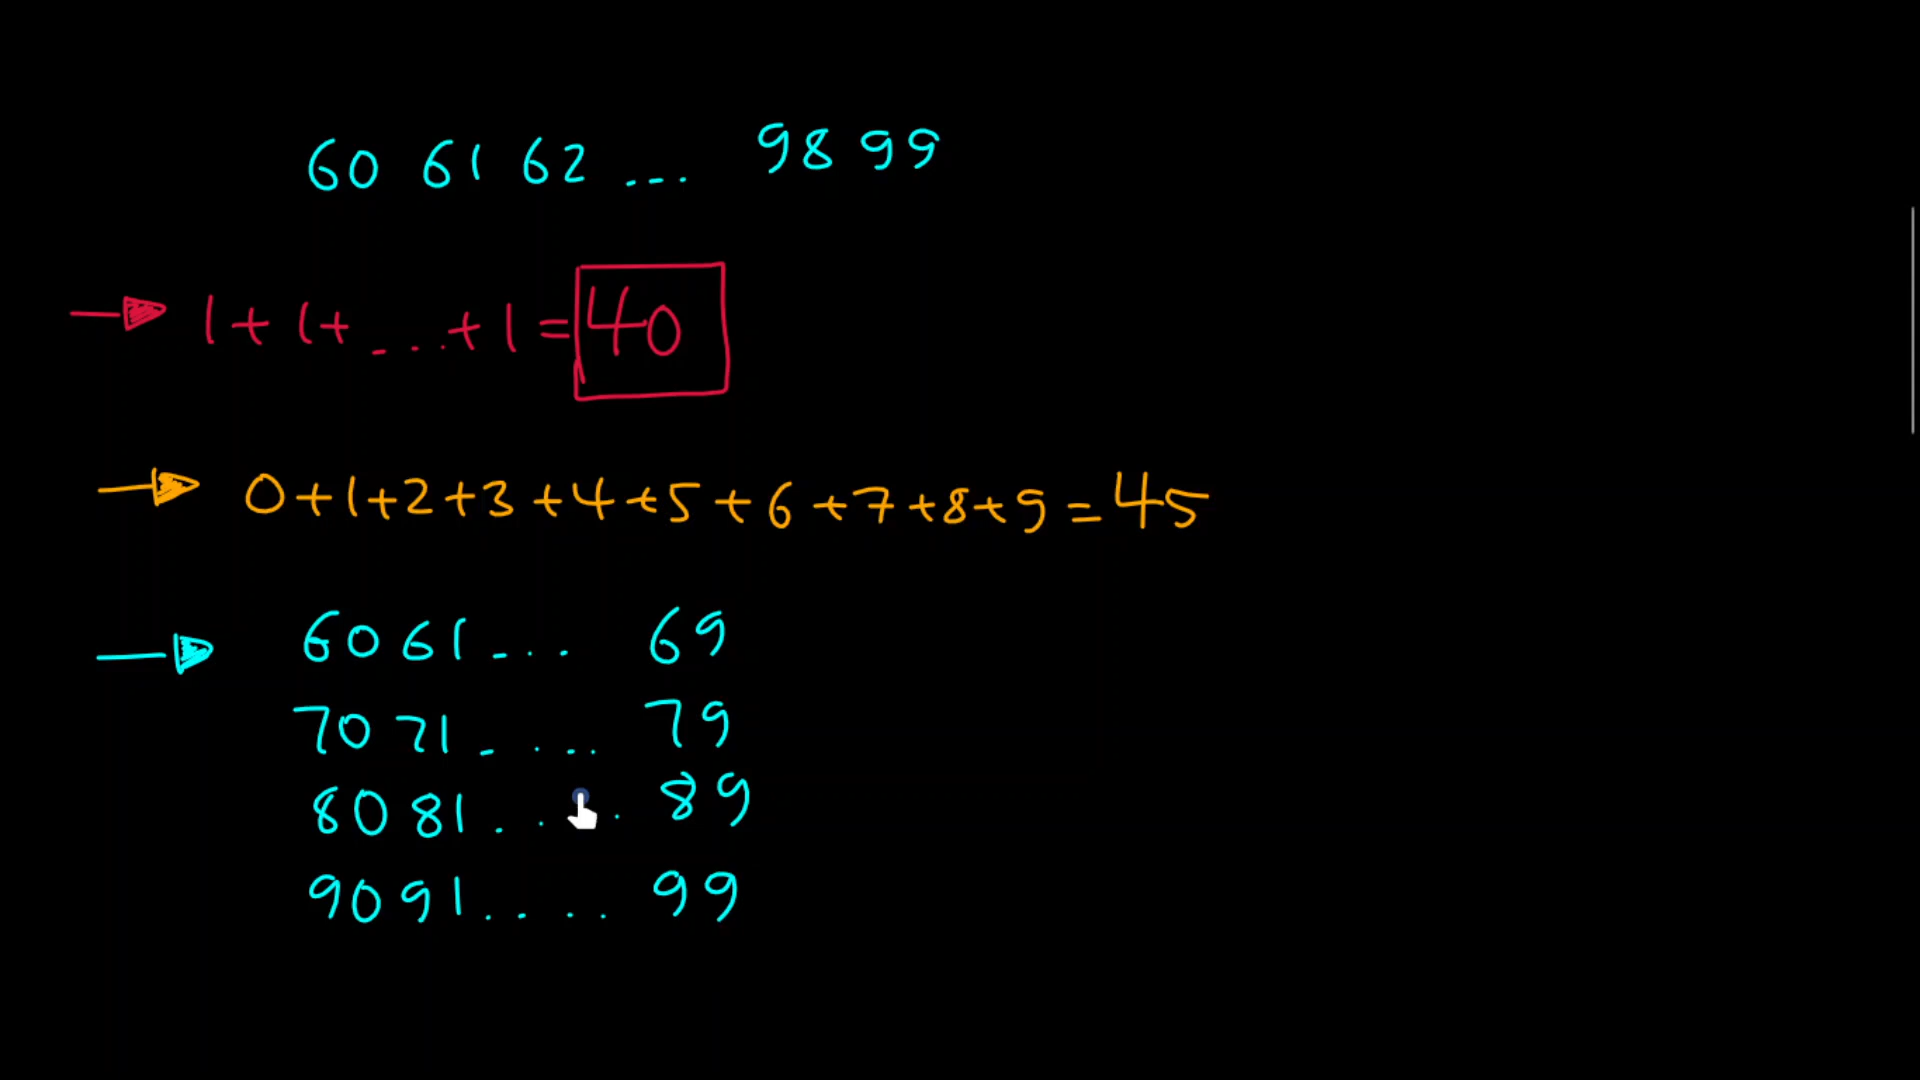 60 61 62 ... 98 99
1 + 1 + ... + 1 = 40
0 + 1 + 2 + 3 + 4 + 5 + 6 + 7 + 8 + 9 = 45
60 61 ... 69
70 71 .... 79
80 81 .... 89
90 91 .... 99